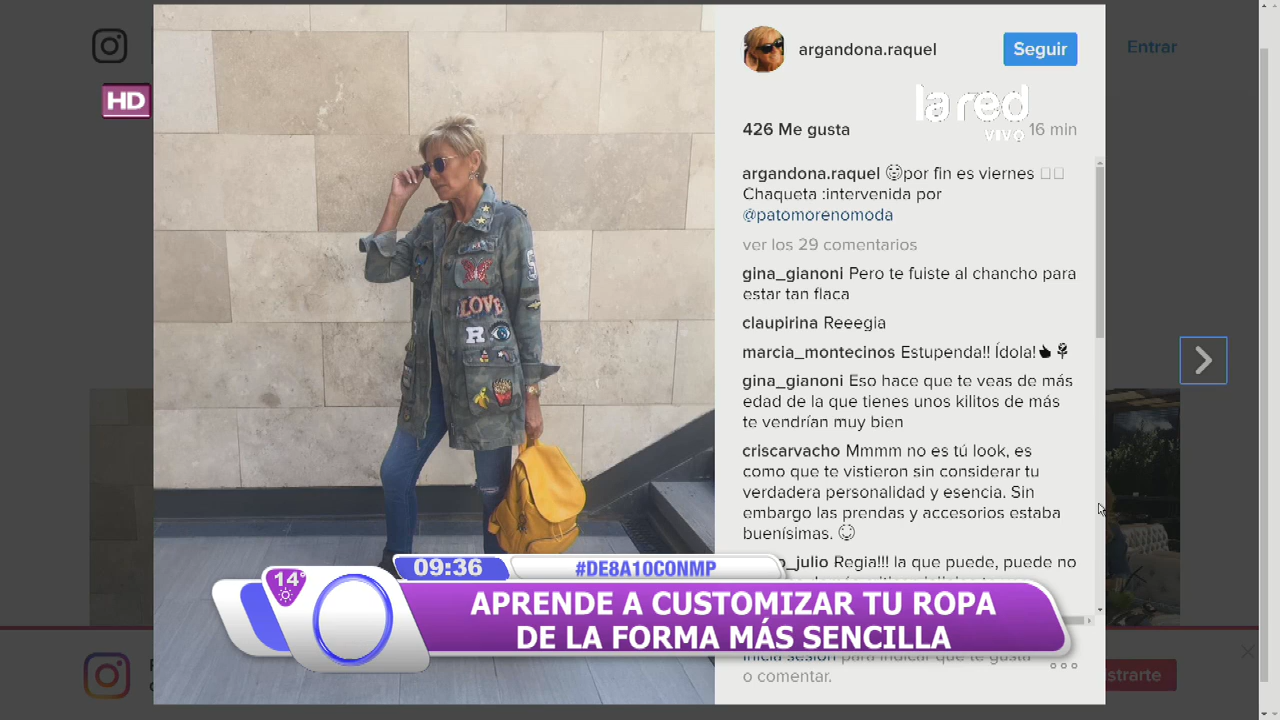 argandona.raquel
Seguir
Entrar
HD
la red
VIVO
426 Me gusta
16 min
argandona.raquel por fin es viernes
Chaqueta :intervenida por
@patomorenomoda
ver los 29 comentarios
gina_gianoni Pero te fuiste al chancho para
estar tan flaca
claupirina Reeegia
marcia_montecinos Estupenda!! Ídola!
gina_gianoni Eso hace que te veas de más
edad de la que tienes unos kilitos de más
te vendrían muy bien
criscarvacho Mmmm no es tú look, es
como que te vistieron sin considerar tu
verdadera personalidad y esencia. Sin
embargo las prendas y accesorios estaba
buenísimas.
_julio Regia!!! la que puede, puede no
LOVE
R
09:36
#DE8A10CONMP
14°
APRENDE A CUSTOMIZAR TU ROPA
DE LA FORMA MÁS SENCILLA
Inicia sesión para indicar que te gusta
o comentar.